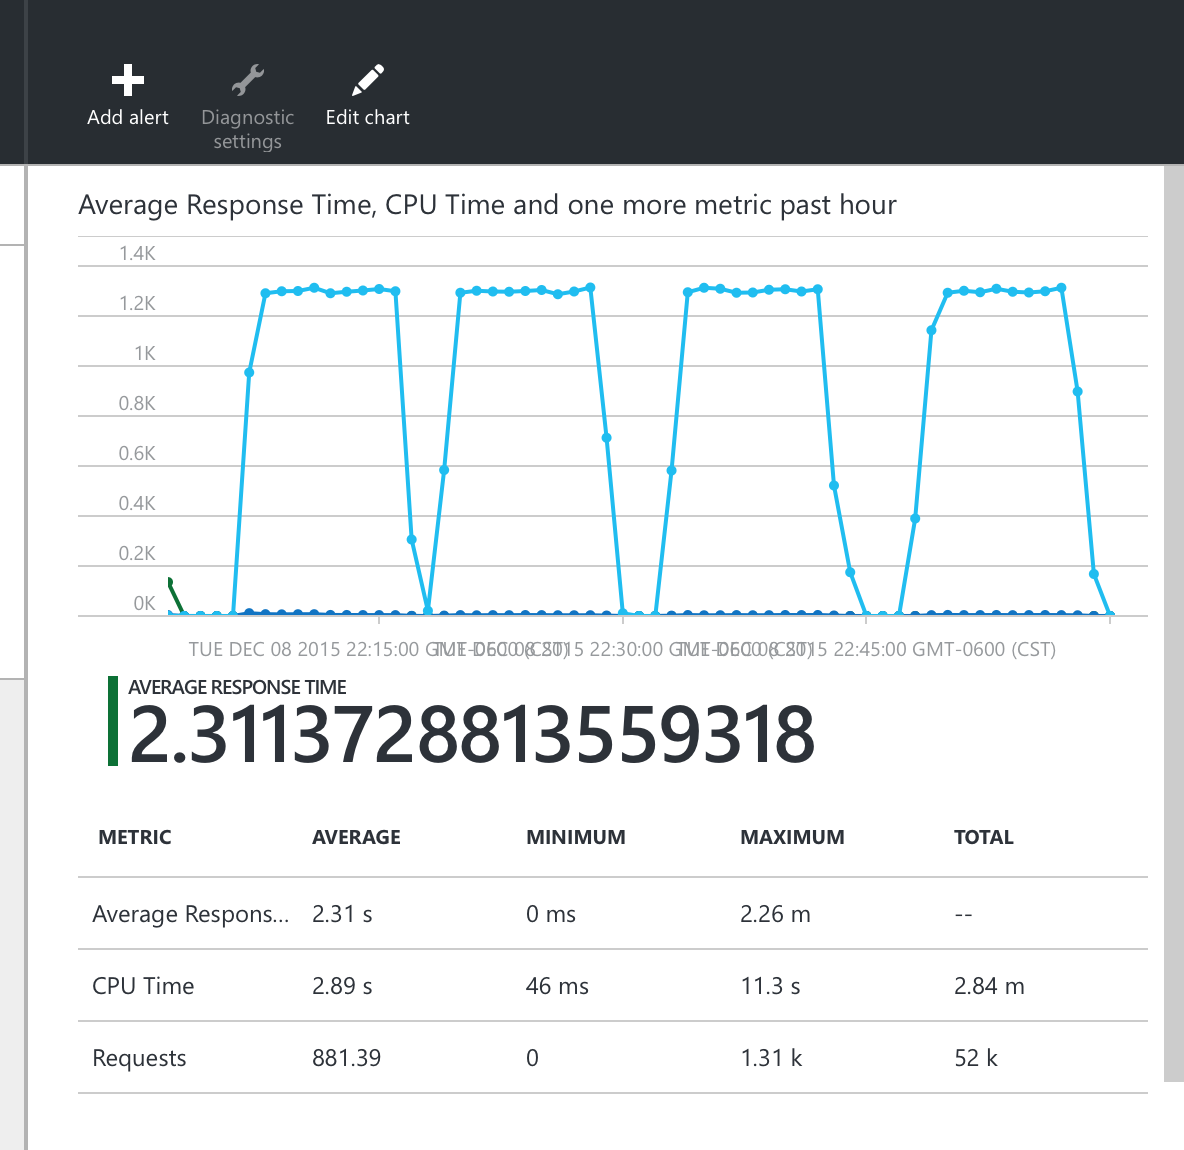 Add alert
Diagnostic settings
Edit chart
Average Response Time, CPU Time and one more metric past hour
1.4K
1.2K
1K
0.8K
0.6K
0.4K
0.2K
0K
TUE DEC 08 2015 22:15:00 GMT-0600 (CST)
TUE DEC 08 2015 22:30:00 GMT-0600 (CST)
TUE DEC 08 2015 22:45:00 GMT-0600 (CST)
AVERAGE RESPONSE TIME
2.3113728813559318
METRIC AVERAGE MINIMUM MAXIMUM TOTAL
Average Respons... 2.31 s 0 ms 2.26 m --
CPU Time 2.89 s 46 ms 11.3 s 2.84 m
Requests 881.39 0 1.31 k 52 k